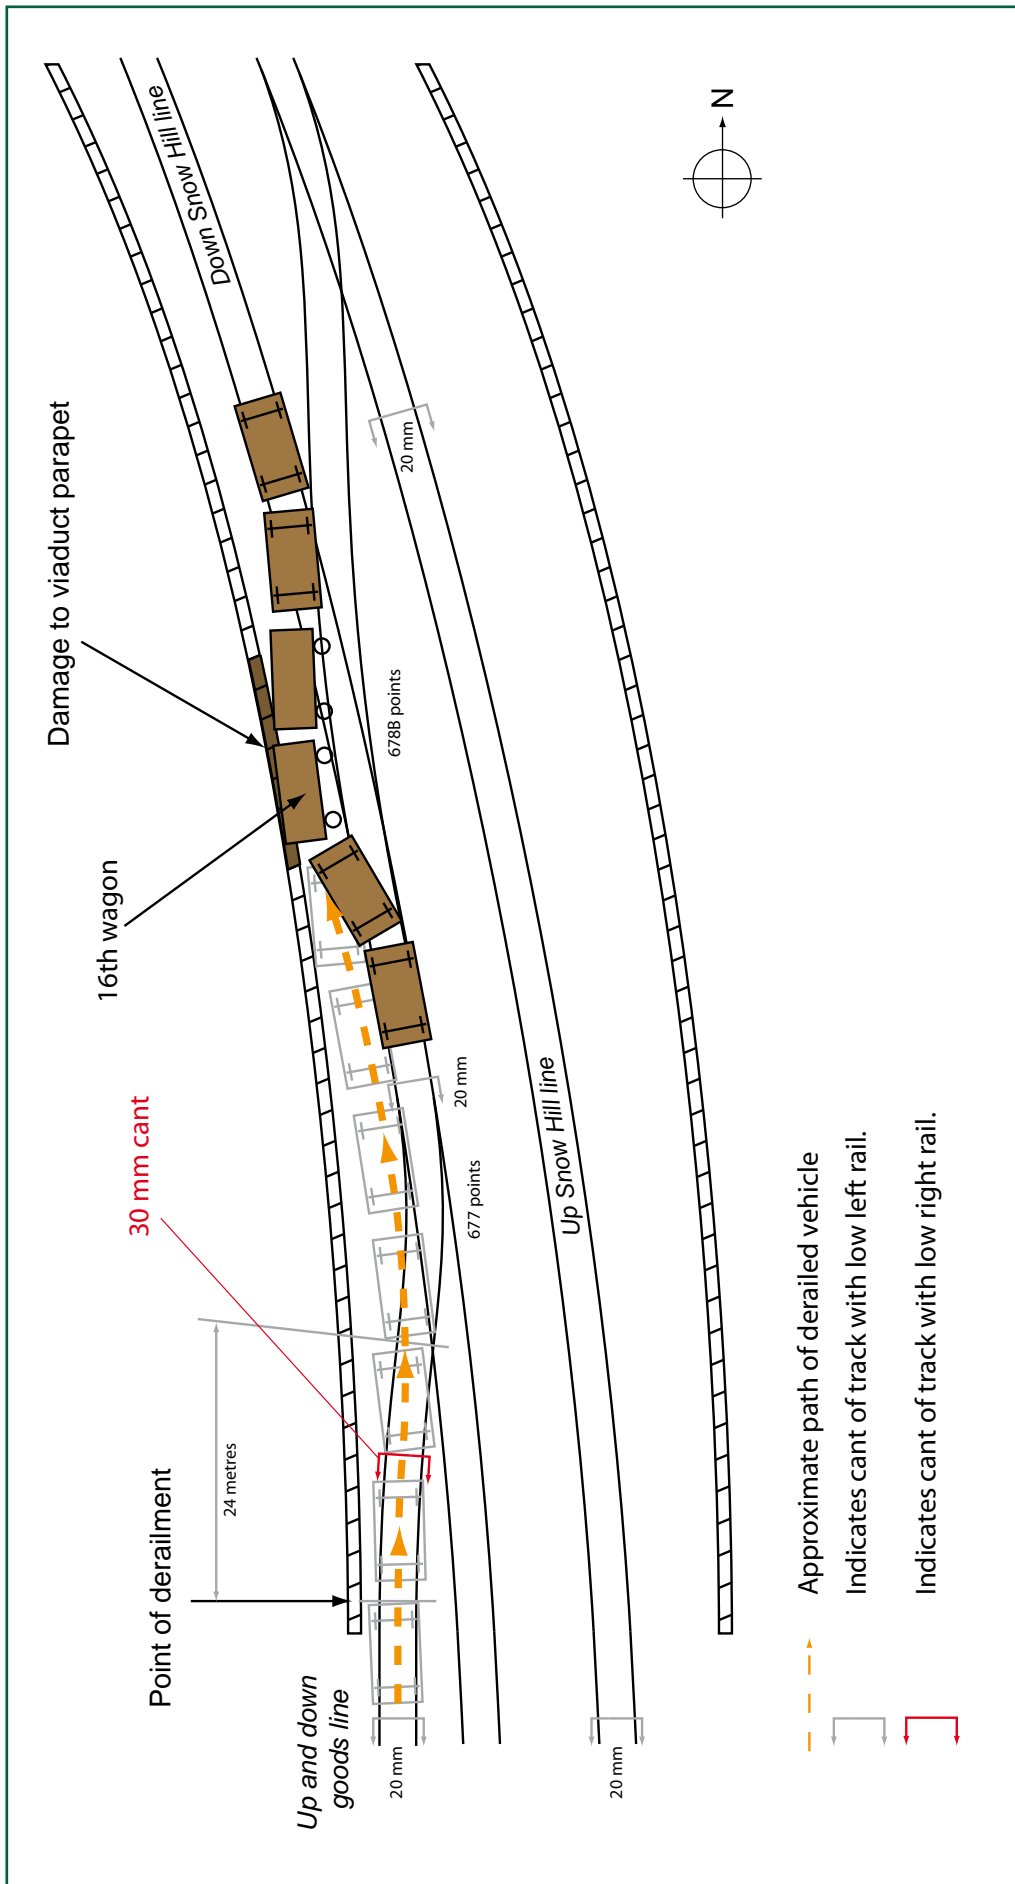 Damage to viaduct parapet
16th wagon
30 mm cant
Point of derailment
24 metres
Up and down
goods line
20 mm
20 mm
677 points
20 mm
678B points
20 mm
Down Snow Hill line
Up Snow Hill line
N
Approximate path of derailed vehicle
Indicates cant of track with low left rail.
Indicates cant of track with low right rail.